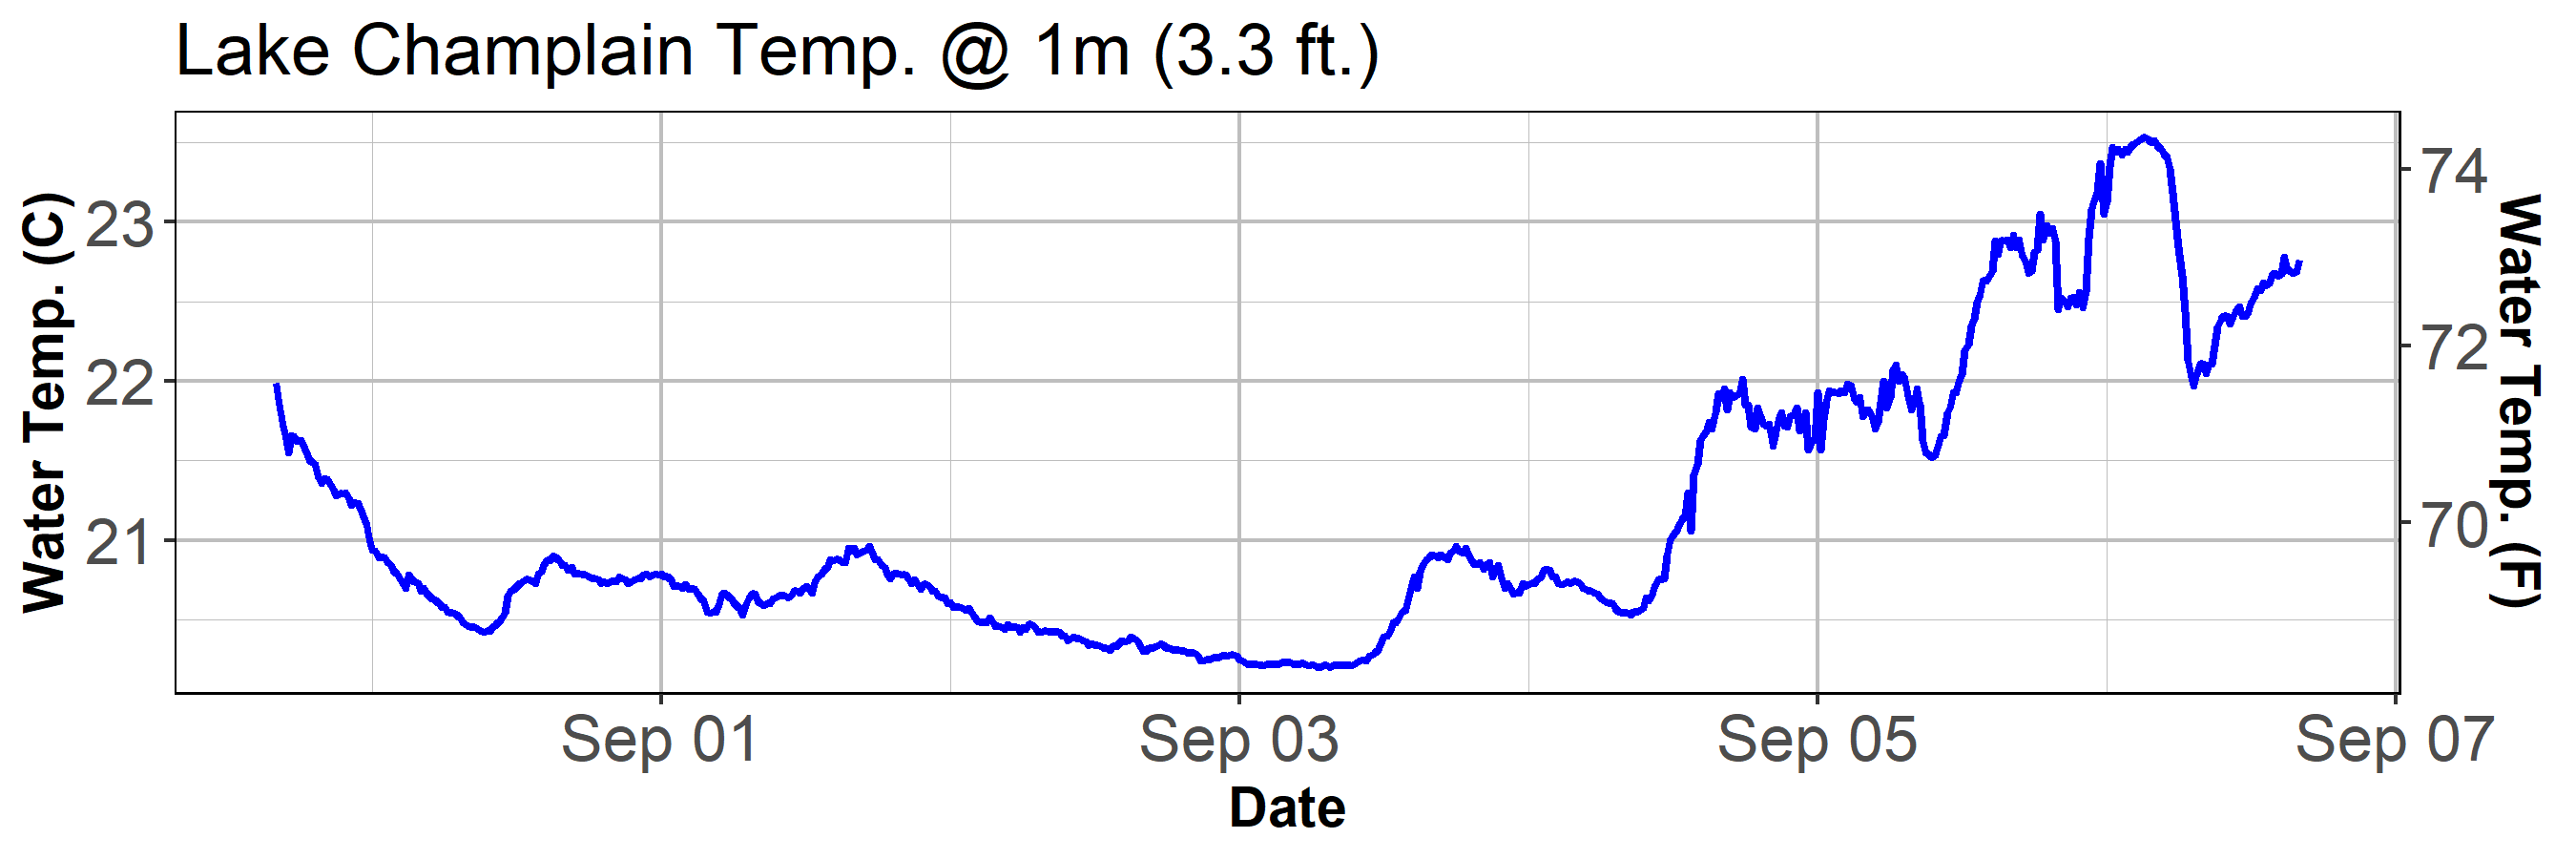 Lake Champlain Temp. @ 1m (3.3 ft.)
Water Temp. (C)
23
22
21
74
72
70
Water Temp. (F)
Sep 01 Sep 03 Sep 05 Sep 07
Date